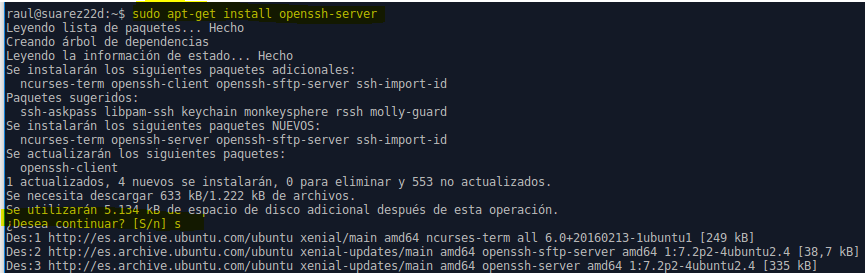 raul@suarez22d:~$ sudo apt-get install openssh-server
Leyendo lista de paquetes... Hecho
Creando árbol de dependencias
Leyendo la información de estado... Hecho
Se instalarán los siguientes paquetes adicionales:
  ncurses-term openssh-client openssh-sftp-server ssh-import-id
Paquetes sugeridos:
  ssh-askpass libpam-ssh keychain monkeysphere rssh molly-guard
Se instalarán los siguientes paquetes NUEVOS:
  ncurses-term openssh-server openssh-sftp-server ssh-import-id
Se actualizarán los siguientes paquetes:
  openssh-client
1 actualizados, 4 nuevos se instalarán, 0 para eliminar y 553 no actualizados.
Se necesita descargar 633 kB/1.222 kB de archivos.
Se utilizarán 5.134 kB de espacio de disco adicional después de esta operación.
¿Desea continuar? [S/n] s
Des:1 http://es.archive.ubuntu.com/ubuntu xenial/main amd64 ncurses-term all 6.0+20160213-1ubuntu1 [249 kB]
Des:2 http://es.archive.ubuntu.com/ubuntu xenial-updates/main amd64 openssh-sftp-server amd64 1:7.2p2-4ubuntu2.4 [38,7 kB]
Des:3 http://es.archive.ubuntu.com/ubuntu xenial-updates/main amd64 openssh-server amd64 1:7.2p2-4ubuntu2.4 [335 kB]